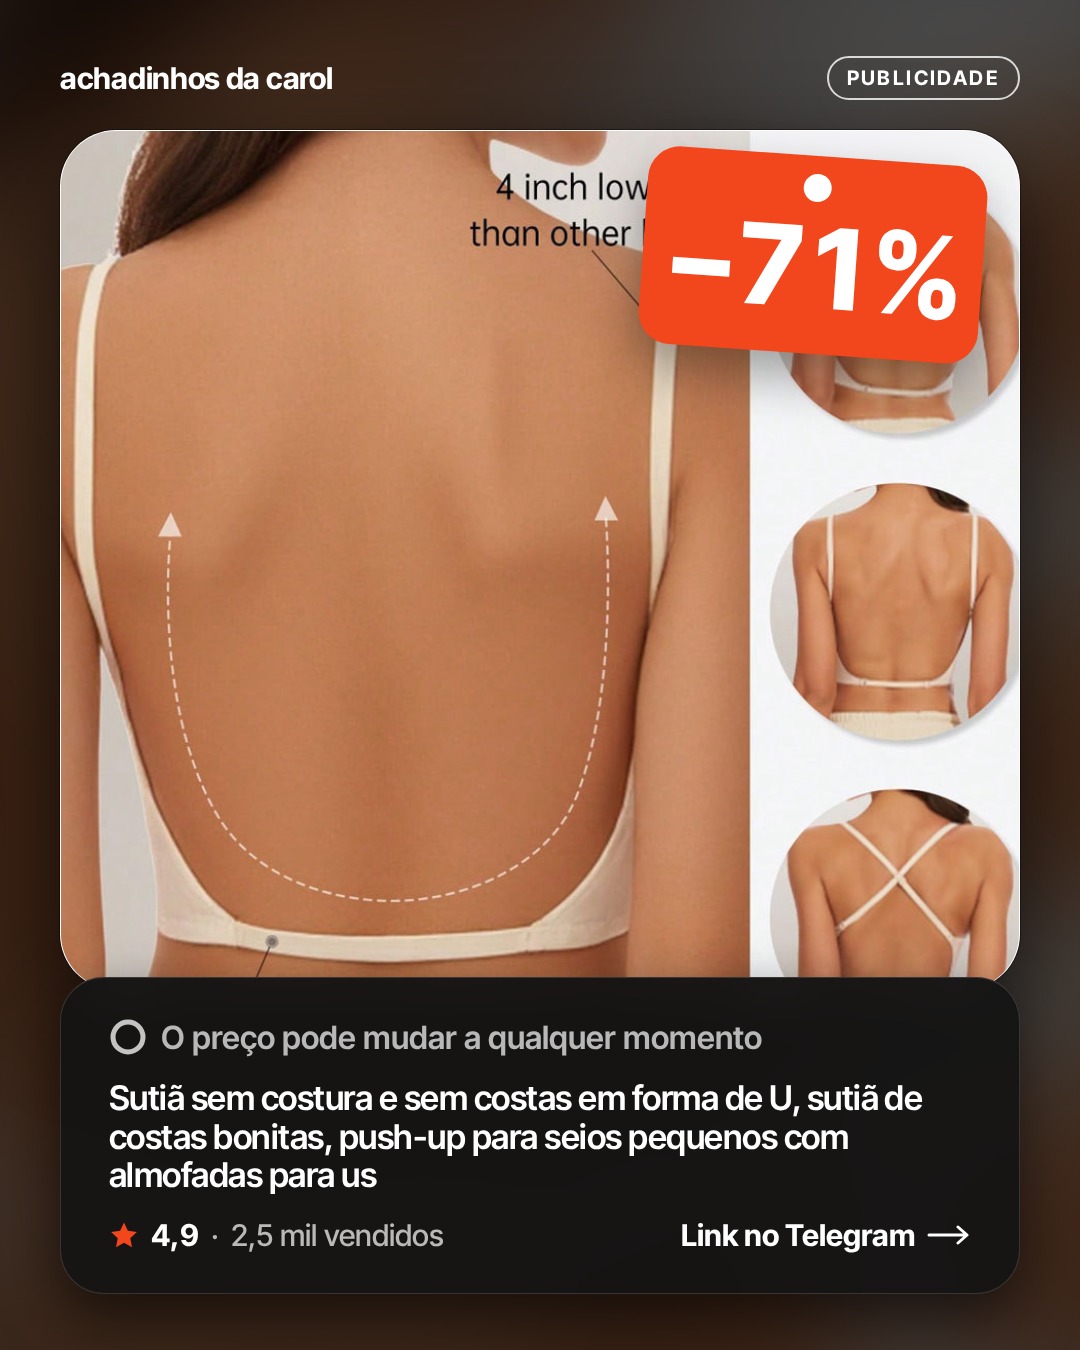 achadinhos da carol
PUBLICIDADE
4 inch low
than other
−71%
O preço pode mudar a qualquer momento
Sutiã sem costura e sem costas em forma de U, sutiã de
costas bonitas, push-up para seios pequenos com
almofadas para us
4,9 · 2,5 mil vendidos
Link no Telegram →